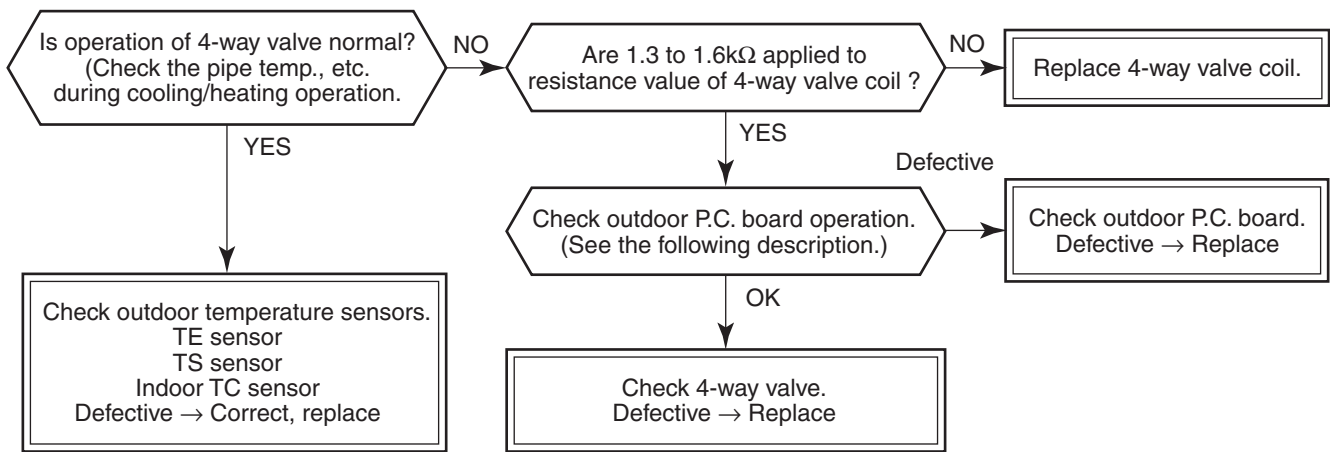 Is operation of 4-way valve normal?
(Check the pipe temp., etc.
during cooling/heating operation.
NO
Are 1.3 to 1.6kΩ applied to
resistance value of 4-way valve coil ?
NO
Replace 4-way valve coil.
YES
YES
Defective
Check outdoor P.C. board operation.
(See the following description.)
Check outdoor P.C. board.
Defective → Replace
OK
Check outdoor temperature sensors.
TE sensor
TS sensor
Indoor TC sensor
Defective → Correct, replace
Check 4-way valve.
Defective → Replace